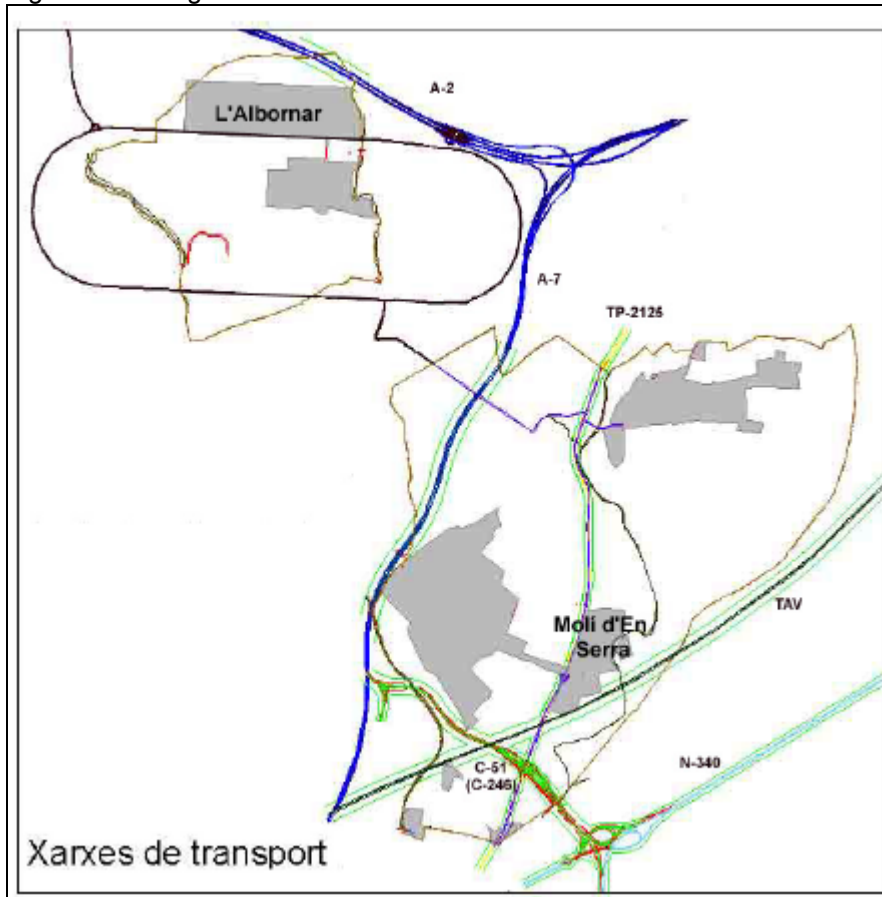 A-2
L'Albornar
A-7
TP-2125
TAV
Molí d'En
Serra
C-51
(C-246)
N-340
Xarxes de transport